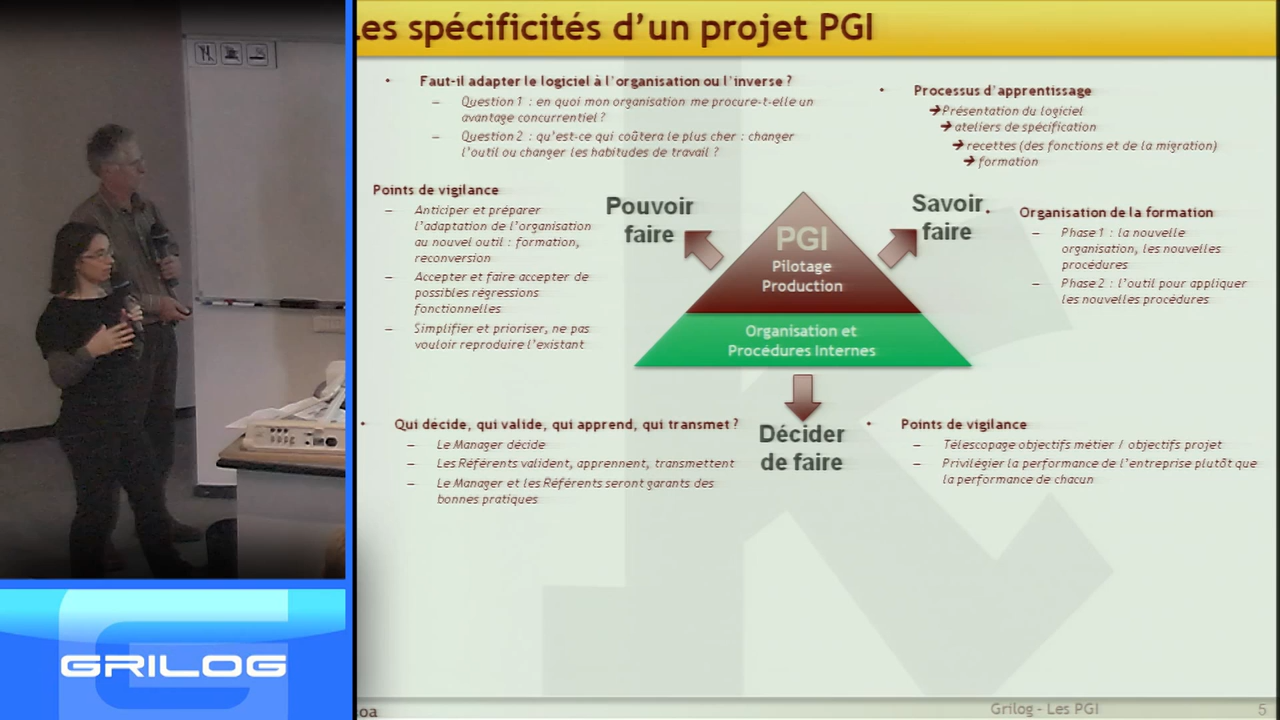 es spécificités d'un projet PGI
• Faut-il adapter le logiciel à l'organisation ou l'inverse ?
– Question 1 : en quoi mon organisation me procure-t-elle un
avantage concurrentiel ?
– Question 2 : qu'est-ce qui coûtera le plus cher : changer
l'outil ou changer les habitudes de travail ?
• Processus d'apprentissage
➔Présentation du logiciel
➔ ateliers de spécification
➔ recettes (des fonctions et de la migration)
➔ formation
Points de vigilance
– Anticiper et préparer
l'adaptation de l'organisation
au nouvel outil : formation,
reconversion
– Accepter et faire accepter de
possibles régressions
fonctionnelles
– Simplifier et prioriser, ne pas
vouloir reproduire l'existant
Pouvoir
faire
PGI
Pilotage
Production
Organisation et
Procédures Internes
Savoir
faire
• Organisation de la formation
– Phase 1 : la nouvelle
organisation, les nouvelles
procédures
– Phase 2 : l'outil pour appliquer
les nouvelles procédures
• Qui décide, qui valide, qui apprend, qui transmet ?
– Le Manager décide
– Les Référents valident, apprennent, transmettent
– Le Manager et les Référents seront garants des
bonnes pratiques
Décider
de faire
• Points de vigilance
– Télescopage objectifs métier / objectifs projet
– Privilégier la performance de l'entreprise plutôt que
la performance de chacun
GRILOG
oa
Grilog - Les PGI
5